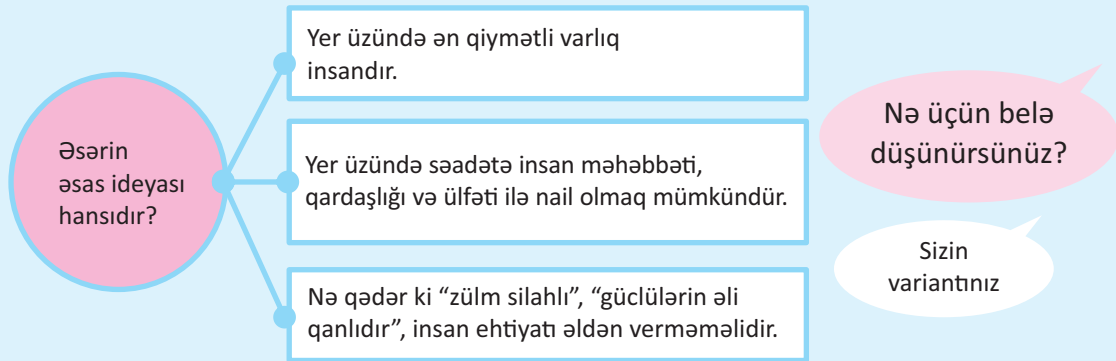 Əsərin
əsas ideyası
hansıdır?
Yer üzündə ən qiymətli varlıq
insandır.
Yer üzündə səadətə insan məhəbbəti,
qardaşlığı və ülfəti ilə nail olmaq mümkündür.
Nə qədər ki “zülm silahlı”, “güclülərin əli
qanlıdır”, insan ehtiyatı əldən verməməlidir.
Nə üçün belə
düşünürsünüz?
Sizin
variantınız